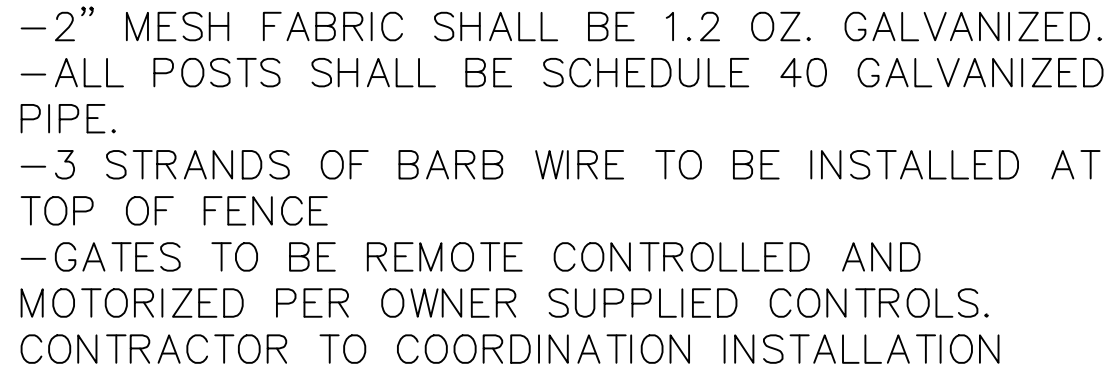 -2" MESH FABRIC SHALL BE 1.2 OZ. GALVANIZED.
-ALL POSTS SHALL BE SCHEDULE 40 GALVANIZED
PIPE.
-3 STRANDS OF BARB WIRE TO BE INSTALLED AT
TOP OF FENCE
-GATES TO BE REMOTE CONTROLLED AND
MOTORIZED PER OWNER SUPPLIED CONTROLS.
CONTRACTOR TO COORDINATION INSTALLATION